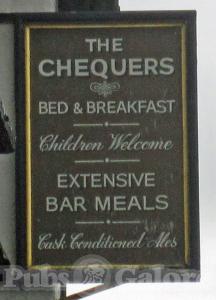 THE
CHEQUERS
BED & BREAKFAST
Children Welcome
EXTENSIVE
BAR MEALS
Cask Conditioned Ales
Pubs Galore